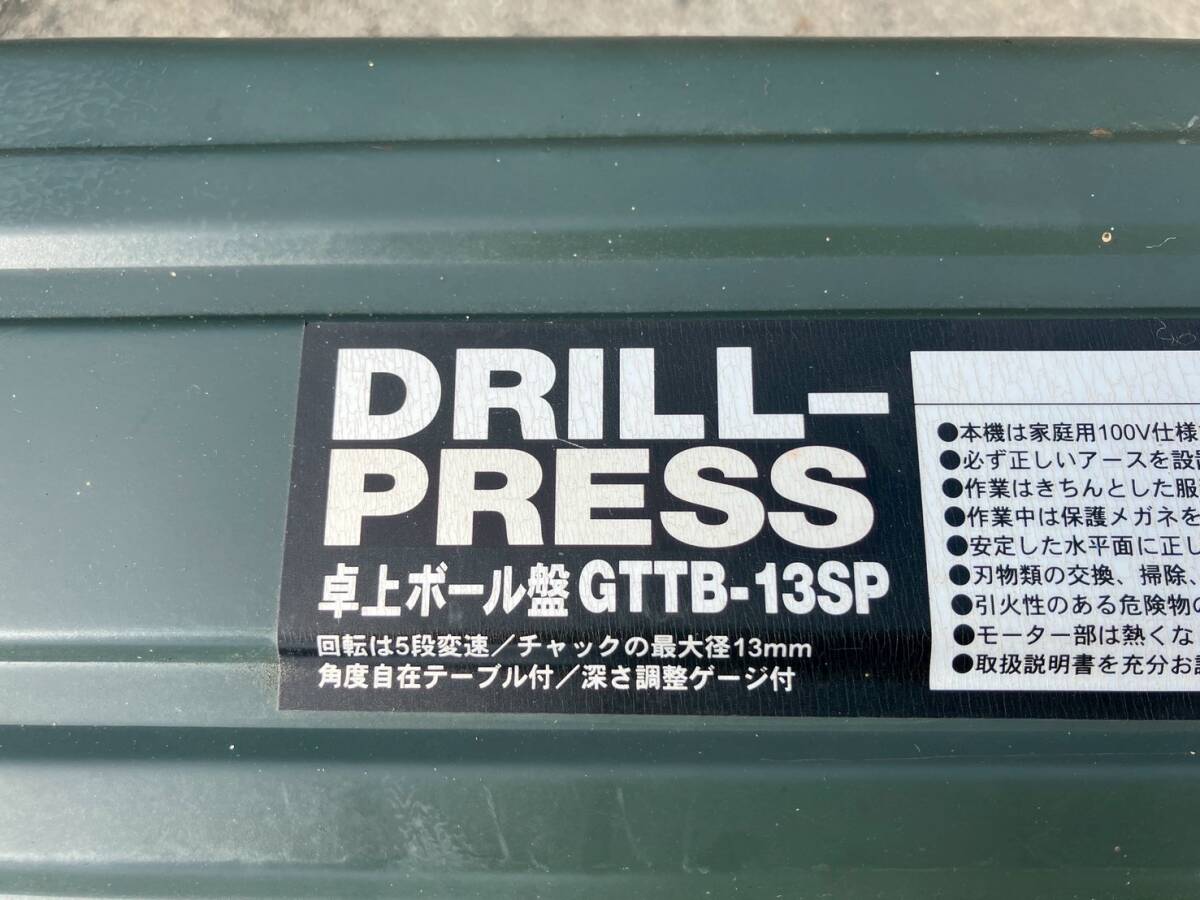 DRILL-
PRESS
卓上ボール盤 GTTB-13SP
回転は5段変速／チャックの最大径13mm
角度自在テーブル付／深さ調整ゲージ付
●本機は家庭用100V仕様
●必ず正しいアースを設置
●作業はきちんとした服
●作業中は保護メガネを
●安定した水平面に正し
●刃物類の交換、掃除、
●引火性のある危険物の
●モーター部は熱くな
●取扱説明書を充分お